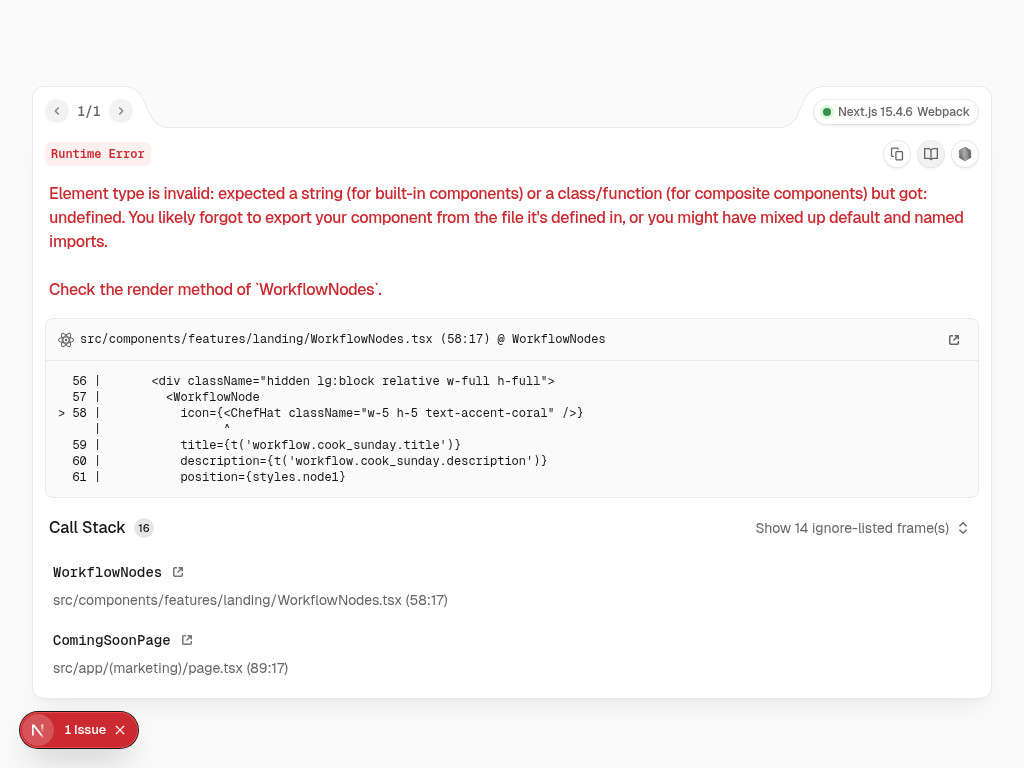 1/1
Next.js 15.4.6 Webpack
Runtime Error
Element type is invalid: expected a string (for built-in components) or a class/function (for composite components) but got:
undefined. You likely forgot to export your component from the file it's defined in, or you might have mixed up default and named
imports.
Check the render method of `WorkflowNodes`.
src/components/features/landing/WorkflowNodes.tsx (58:17) @ WorkflowNodes
56 |       <div className="hidden lg:block relative w-full h-full">
57 |         <WorkflowNode
> 58 |           icon={<ChefHat className="w-5 h-5 text-accent-coral" />}
|                 ^
59 |           title={t('workflow.cook_sunday.title')}
60 |           description={t('workflow.cook_sunday.description')}
61 |           position={styles.node1}
Call Stack 16
Show 14 ignore-listed frame(s)
WorkflowNodes
src/components/features/landing/WorkflowNodes.tsx (58:17)
ComingSoonPage
src/app/(marketing)/page.tsx (89:17)
N 1 Issue